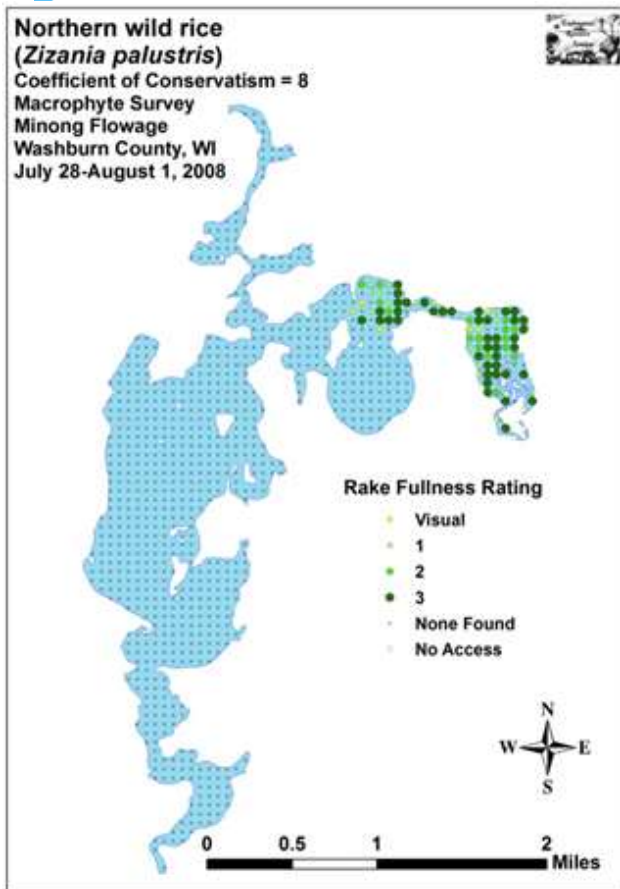 Northern wild rice
(Zizania palustris)
Coefficient of Conservatism = 8
Macrophyte Survey
Minong Flowage
Washburn County, WI
July 28-August 1, 2008
Rake Fullness Rating
Visual
1
2
3
None Found
No Access
N
W E
S
0 0.5 1 2
Miles